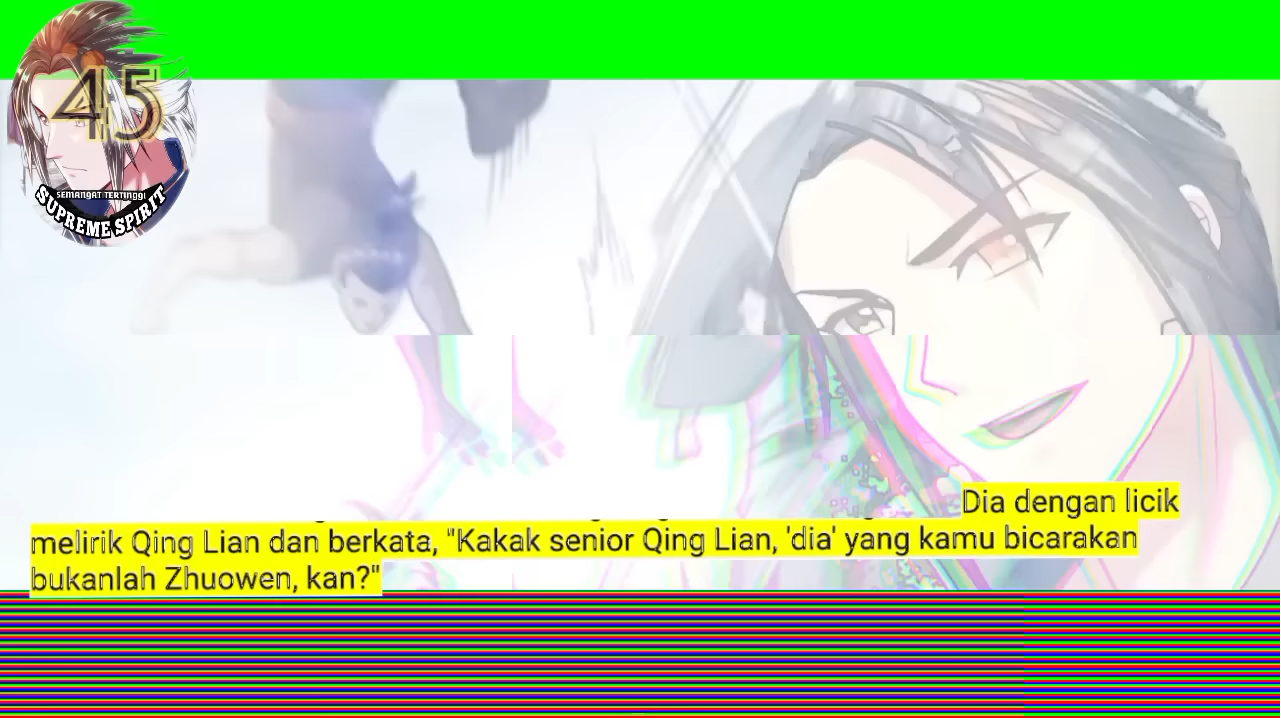 45
SEMANGAT TERTINGGI
SUPREME SPIRIT
Dia dengan licik
melirik Qing Lian dan berkata, "Kakak senior Qing Lian, 'dia' yang kamu bicarakan
bukanlah Zhuowen, kan?"